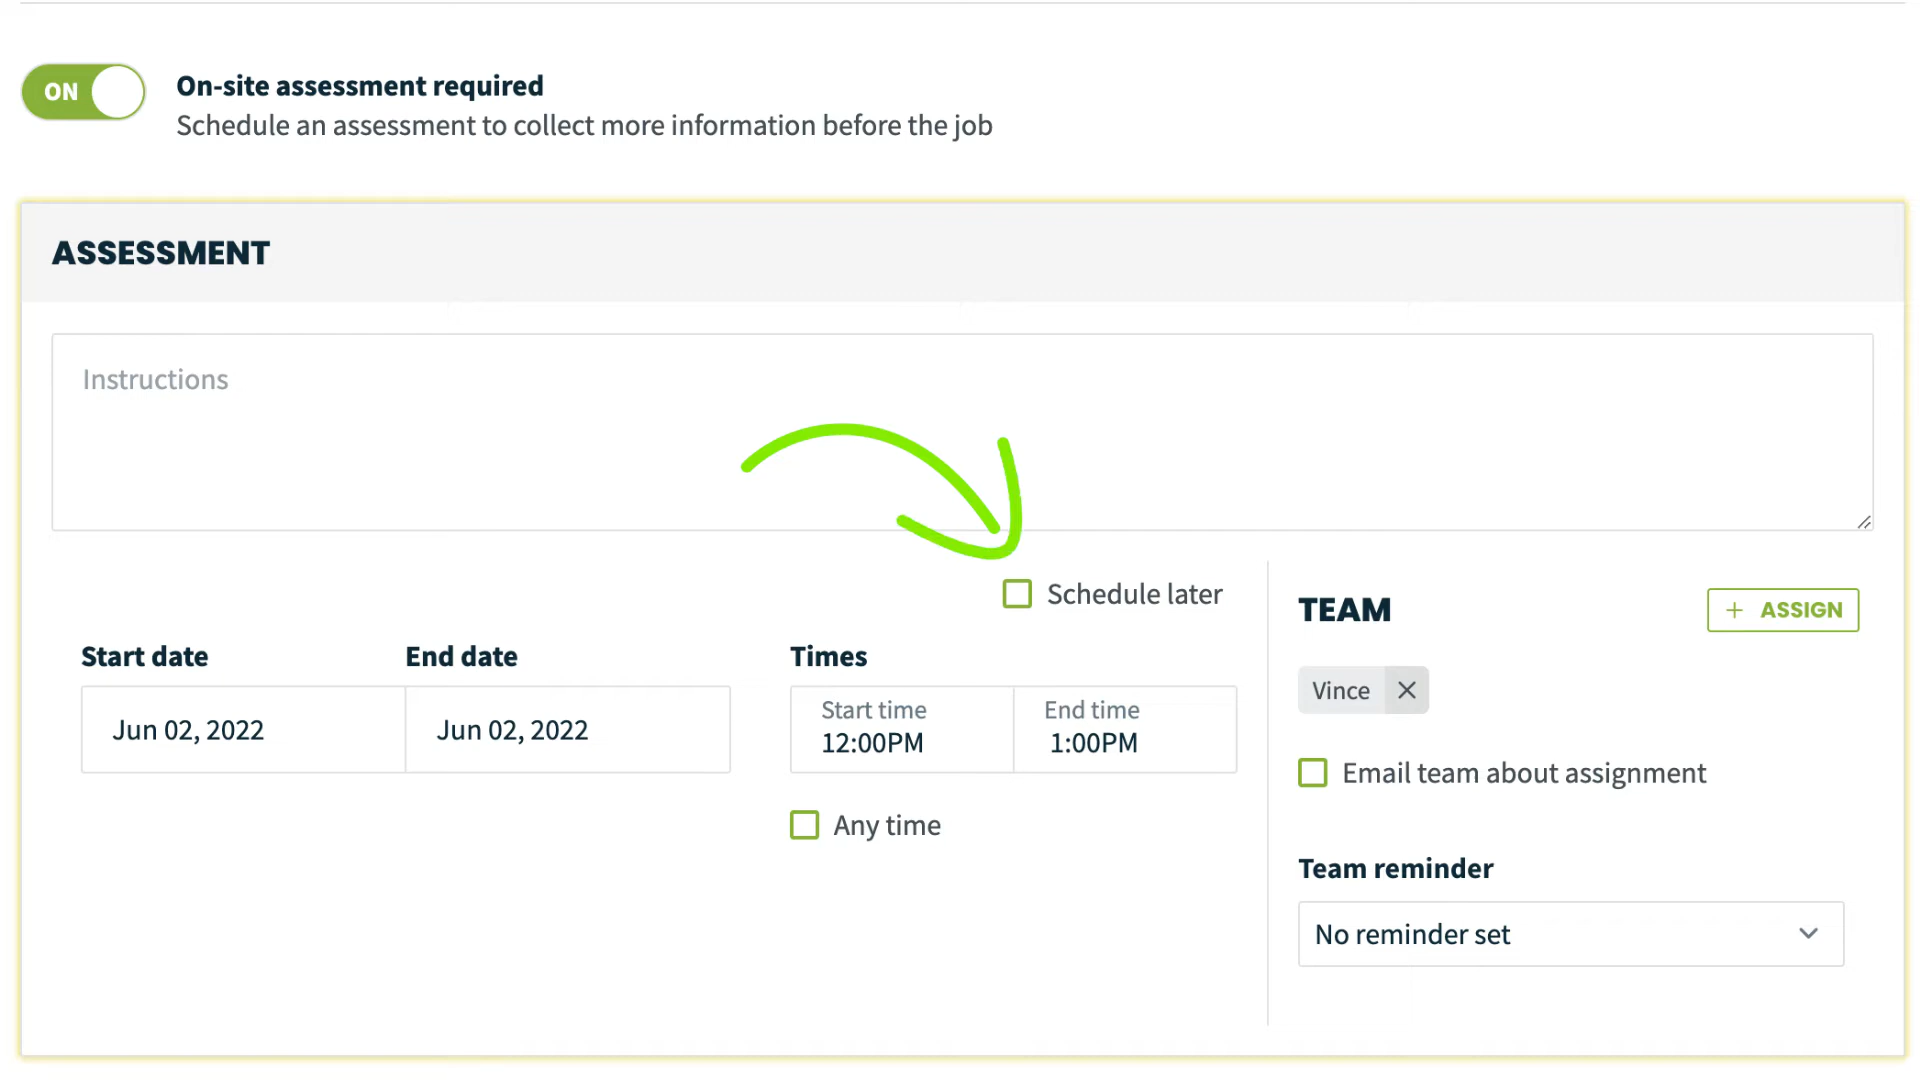 ON
On-site assessment required
Schedule an assessment to collect more information before the job
ASSESSMENT
Instructions
Schedule later
Start date
End date
Times
Jun 02, 2022
Jun 02, 2022
Start time
12:00PM
End time
1:00PM
Any time
TEAM
+ ASSIGN
Vince
Email team about assignment
Team reminder
No reminder set